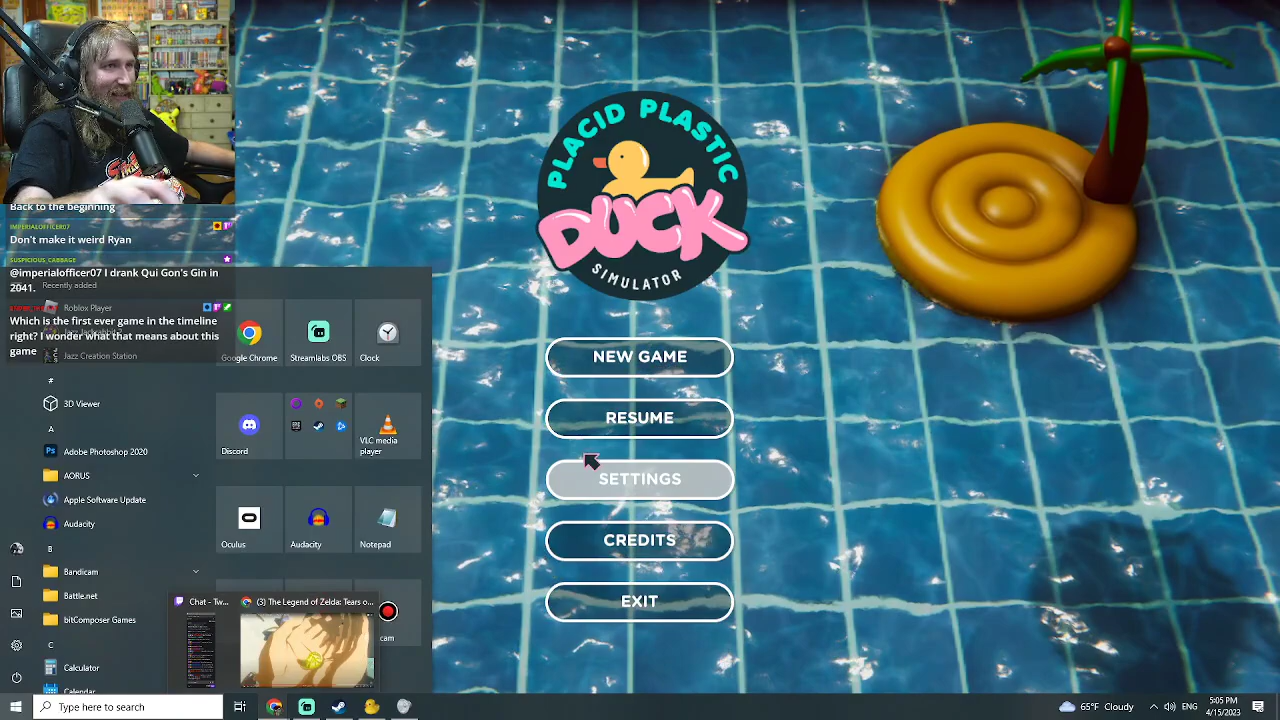 Back to the beginning
IMPERIALOFFICER07
Don't make it weird Ryan
SUSPICIOUS_CABBAGE
@imperialofficer07 I drank Qui Gon's Gin in
2041.
Recently added
Roblox Player
Which is the first ever game in the timeline
right? I wonder what that means about this
game
Jazz Creation Station
#
3D Viewer
A
Adobe Photoshop 2020
AORUS
Apple Software Update
Audacity
B
Bandicam
Battle.net
bitComposer Games
C
Calculator
Calendar
Google Chrome
Streamlabs OBS
Clock
Discord
VLC media
player
Oculus
Audacity
Notepad
cam
Chat – Tw...
(3) The Legend of Zelda: Tears o...
PLACID PLASTIC
DUCK
SIMULATOR
NEW GAME
RESUME
SETTINGS
CREDITS
EXIT
Type here to search
65°F Cloudy
ENG
5:05 PM
4/15/2023